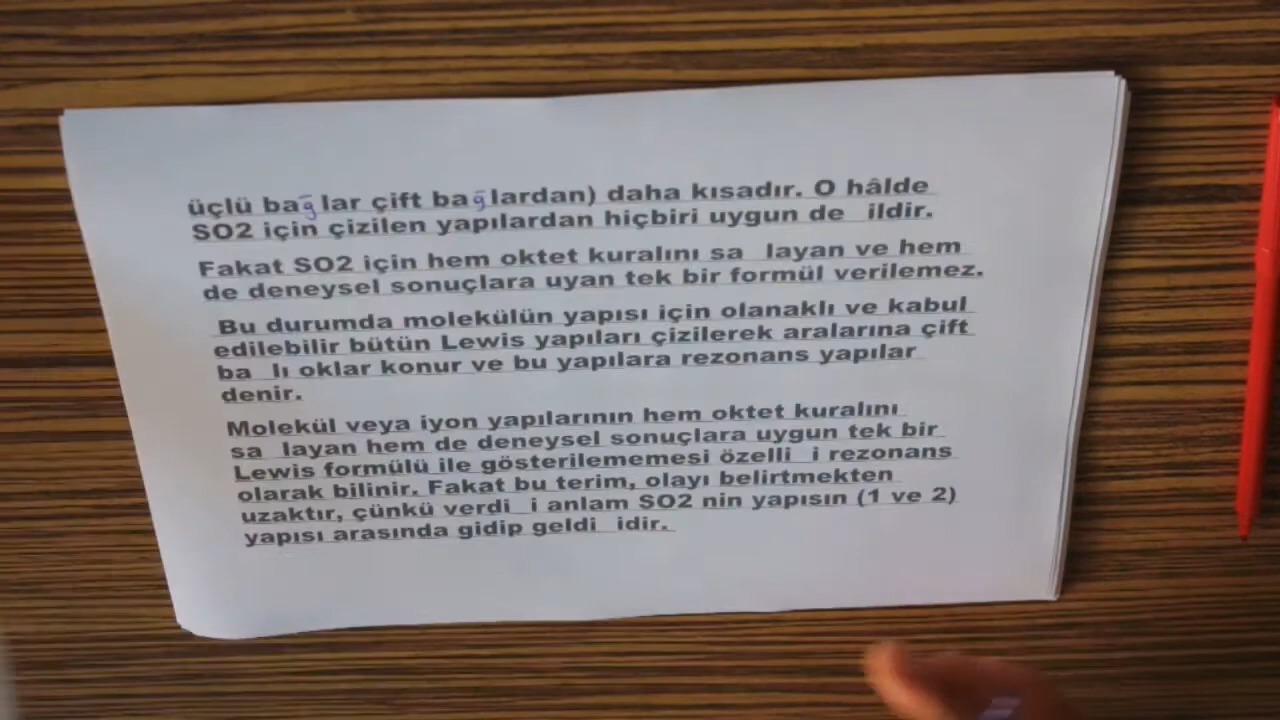 üçlü bağlar çift bağlardan) daha kısadır. O hâlde
SO2 için çizilen yapılardan hiçbiri uygun de ildir.
Fakat SO2 için hem oktet kuralını sa layan ve hem
de deneysel sonuçlara uyan tek bir formül verilemez.
Bu durumda molekülün yapısı için olanaklı ve kabul
edilebilir bütün Lewis yapıları çizilerek aralarına çift
ba lı oklar konur ve bu yapılara rezonans yapılar
denir.
Molekül veya iyon yapılarının hem oktet kuralını
sa layan hem de deneysel sonuçlara uygun tek bir
Lewis formülü ile gösterilememesi özelli i rezonans
olarak bilinir. Fakat bu terim, olayı belirtmekten
uzaktır, çünkü verdi i anlam SO2 nin yapısın (1 ve 2)
yapısı arasında gidip geldi idir.